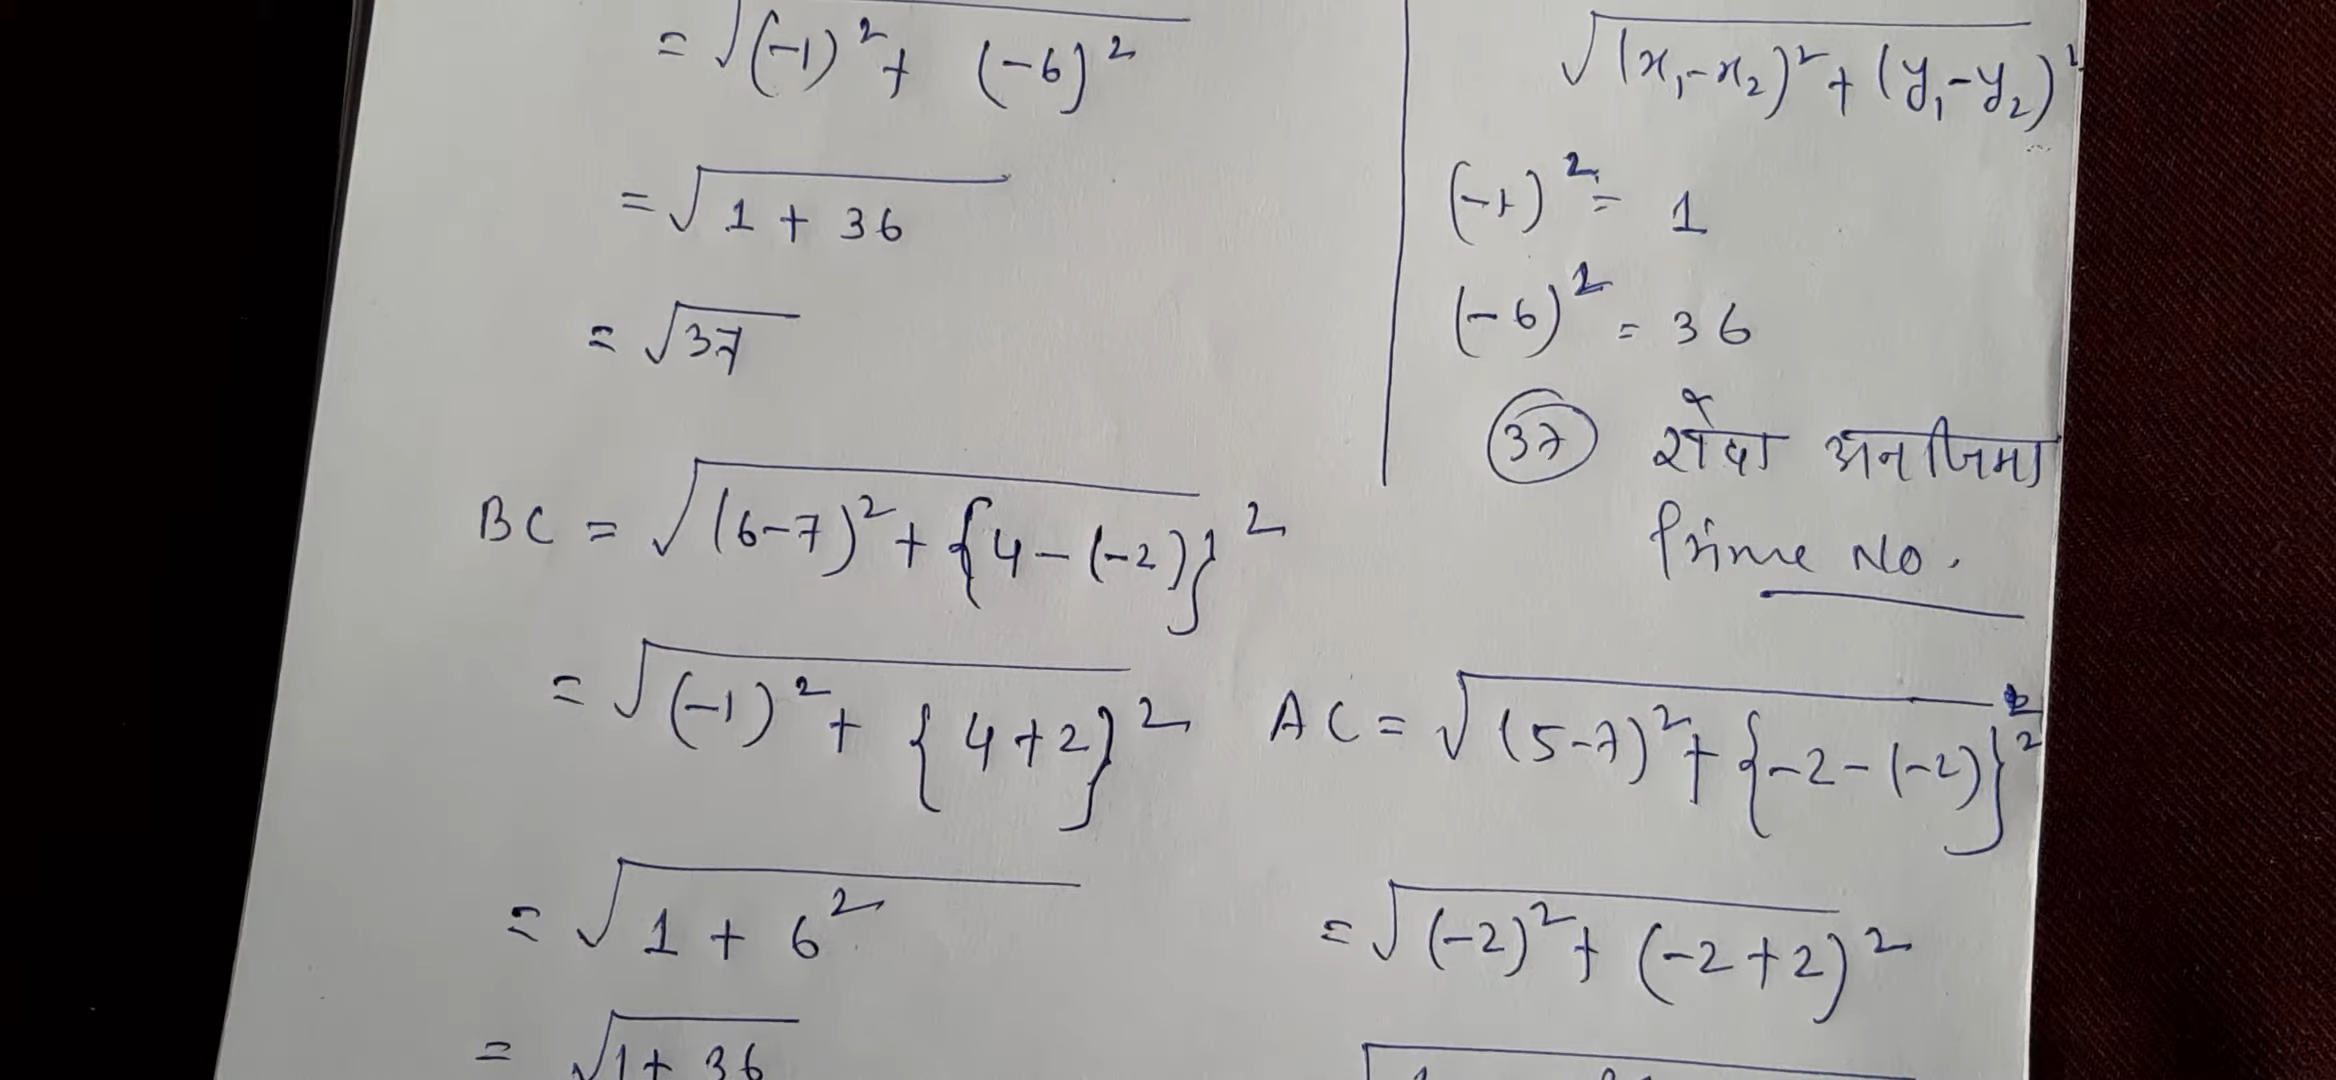 = √(-1)² + (-6)²
= √1 + 36
= √37
√(x₁-x₂)² + (y₁-y₂)²
(-1)² = 1
(-6)² = 36
37
Prime No.
BC = √(6-7)² + {4-(-2)}²
= √(-1)² + {4+2}²
= √1 + 6²
= √1+ 36
AC = √(5-7)² + {-2-(-2)}²
= √(-2)² + (-2+2)²